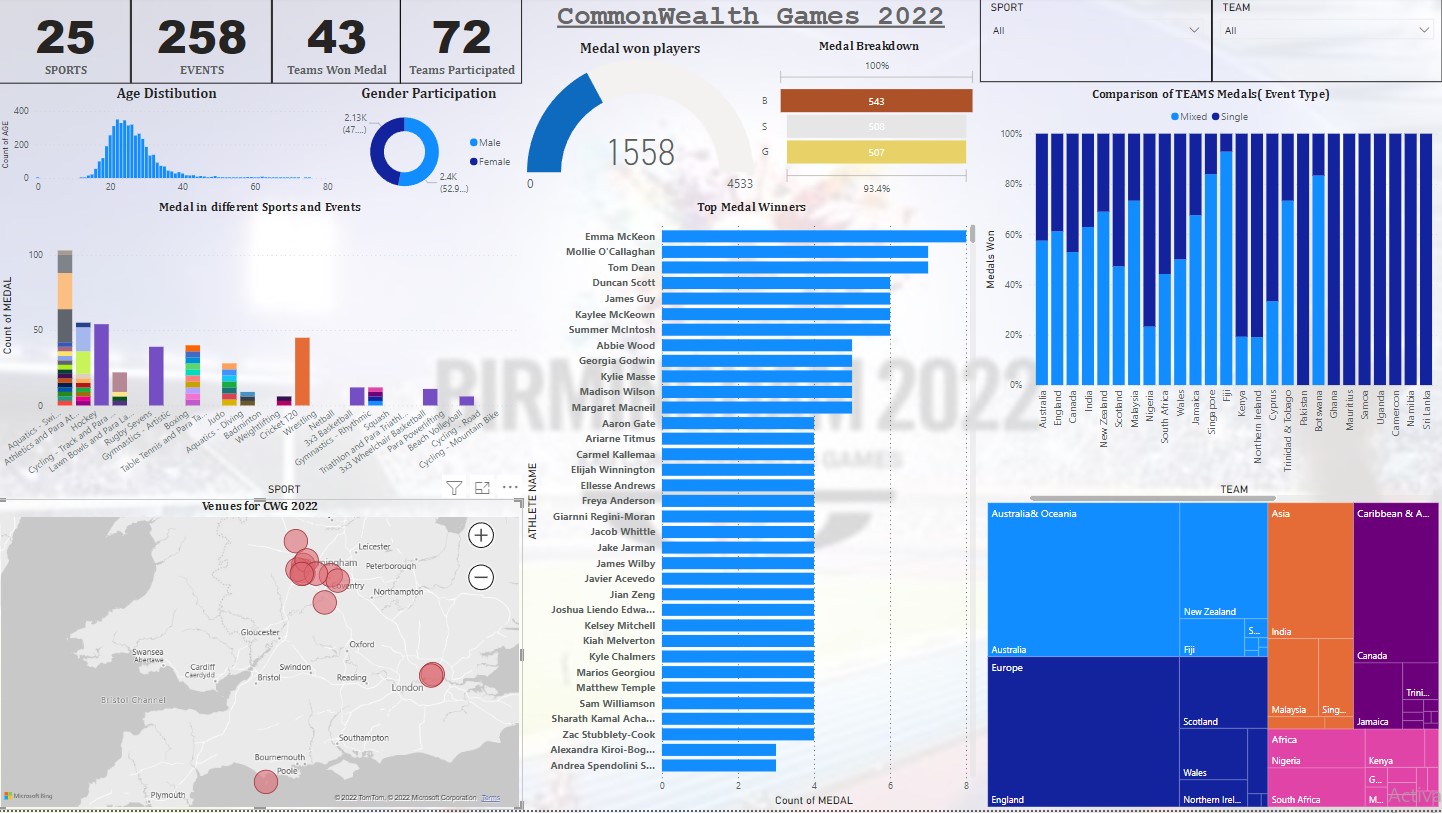 25
SPORTS
258
EVENTS
43
Teams Won Medal
72
Teams Participated
CommonWealth Games 2022
SPORT
All
TEAM
All
Age Distibution
Count of AGE
400
200
0
0 20 40 60 80
Gender Participation
2.13K
(47....)
2.4K
(52.9...)
Male
Female
Medal won players
1558
0
4533
Medal Breakdown
100%
B 543
S 508
G 507
93.4%
Medal in different Sports and Events
Count of MEDAL
100
50
0
Aquatics - Swi...
Athletics and Para At...
Hockey
Cycling - Track and Para ...
Lawn Bowls and Para La...
Rugby Sevens
Gymnastics - Artistic
Boxing
Table Tennis and Para Ta...
Judo
Aquatics - Diving
Badminton
Weightlifting
Cricket T20
Wrestling
Netball
3x3 Basketball
Gymnastics - Rhythmic
Squash
Triathlon and Para Triathl...
3x3 Wheelchair Basketball
Para Powerlifting
Beach Volleyball
Cycling - Road
Cycling - Mountain Bike
SPORT
Top Medal Winners
ATHLETE NAME
Emma McKeon
Mollie O'Callaghan
Tom Dean
Duncan Scott
James Guy
Kaylee McKeown
Summer McIntosh
Abbie Wood
Georgia Godwin
Kylie Masse
Madison Wilson
Margaret Macneil
Aaron Gate
Ariarne Titmus
Carmel Kallemaa
Elijah Winnington
Ellesse Andrews
Freya Anderson
Giarnni Regini-Moran
Jacob Whittle
Jake Jarman
James Wilby
Javier Acevedo
Jian Zeng
Joshua Liendo Edwa...
Kelsey Mitchell
Kiah Melverton
Kyle Chalmers
Marios Georgiou
Matthew Temple
Sam Williamson
Sharath Kamal Acha...
Zac Stubblety-Cook
Alexandra Kiroi-Bog...
Andrea Spendolini S...
0 2 4 6 8
Count of MEDAL
2022
GAMES
Comparison of TEAMS Medals( Event Type)
Mixed Single
Medals Won
100%
80%
60%
40%
20%
0%
Australia
England
Canada
India
New Zealand
Scotland
Malaysia
Nigeria
South Africa
Wales
Jamaica
Singapore
Fiji
Kenya
Northern Ireland
Cyprus
Trinidad & Tobago
Pakistan
Botswana
Ghana
Mauritius
Samoa
Uganda
Cameroon
Namibia
Sri Lanka
TEAM
Venues for CWG 2022
Leicester
Peterborough
Northampton
Gloucester
Oxford
Swansea
Abertawe
Cardiff
Caerdydd
Swindon
Bristol
Reading
London
Bristol Channel
Southampton
Bournemouth
Poole
Plymouth
Microsoft Bing
© 2022 TomTom, © 2022 Microsoft Corporation Terms
Australia& Oceania
Australia
New Zealand
Fiji
S...
Europe
England
Scotland
Wales
Northern Irel...
Asia
India
Malaysia
Sing...
Caribbean & A...
Canada
Jamaica
Trini...
Africa
Nigeria
South Africa
Kenya
G...
M...
Activa